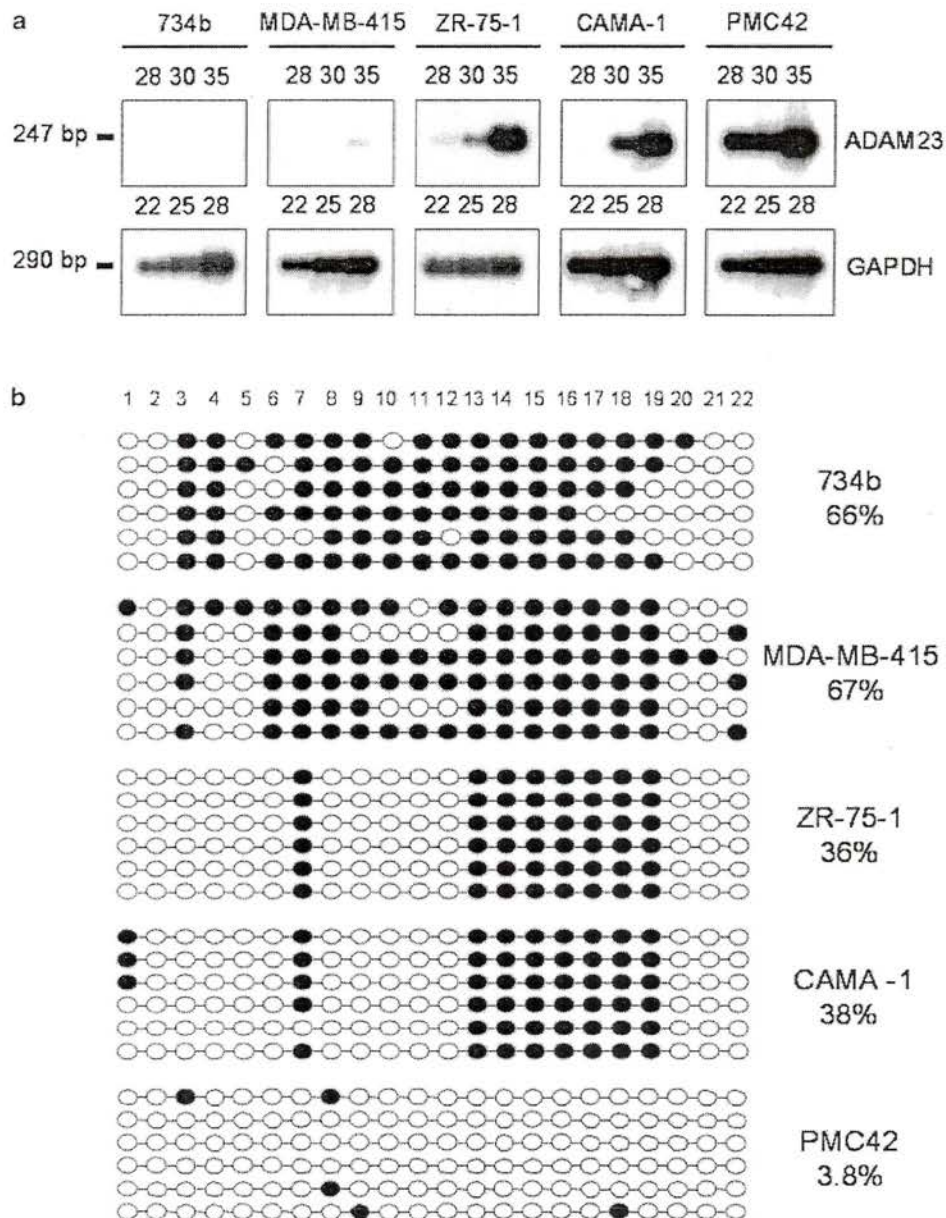 a
734b MDA-MB-415 ZR-75-1 CAMA-1 PMC42
28 30 35 28 30 35 28 30 35 28 30 35 28 30 35
247 bp ADAM23
22 25 28 22 25 28 22 25 28 22 25 28 22 25 28
290 bp GAPDH
b 1 2 3 4 5 6 7 8 9 10 11 12 13 14 15 16 17 18 19 20 21 22
734b
66%
MDA-MB-415
67%
ZR-75-1
36%
CAMA -1
38%
PMC42
3.8%